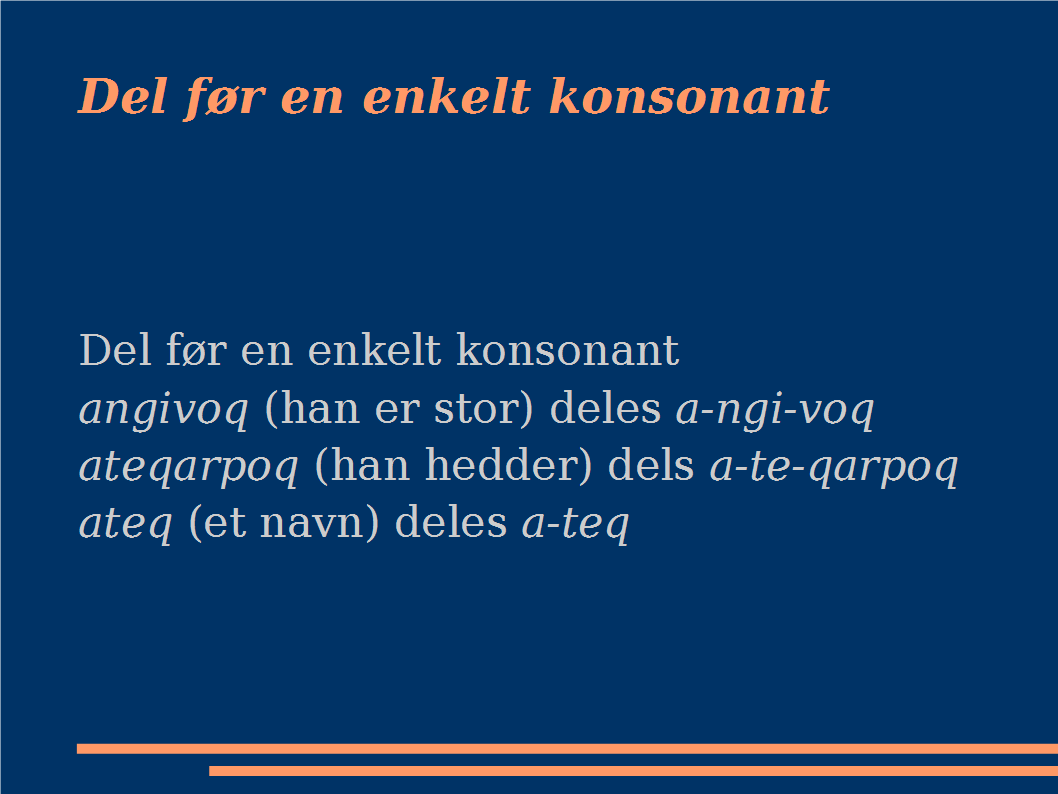 Del før en enkelt konsonant
Del før en enkelt konsonant
angivoq (han er stor) deles a-ngi-voq
ateqarpoq (han hedder) dels a-te-qarpoq
ateq (et navn) deles a-teq